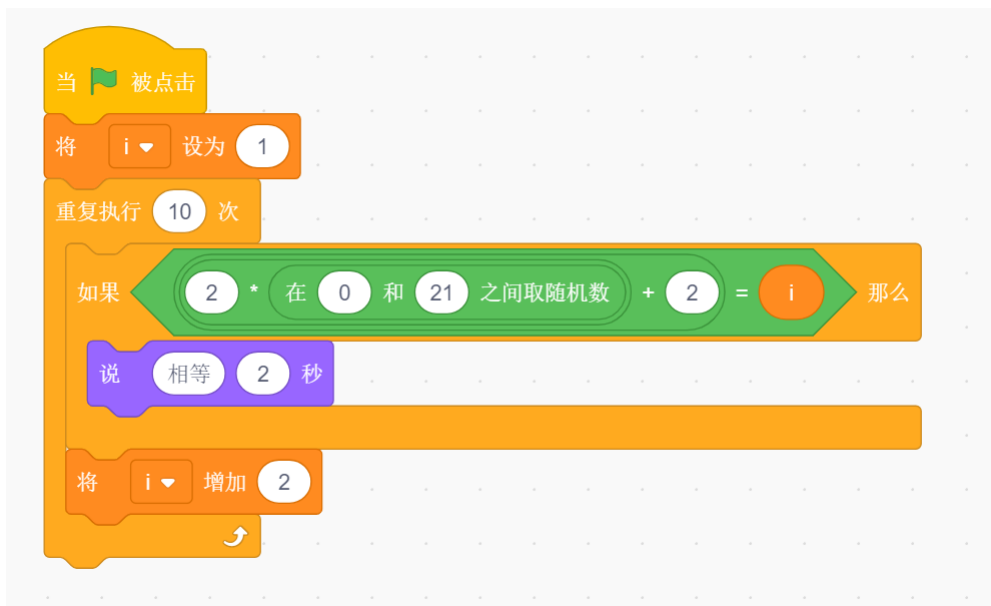 当 被点击
将 i 设为 1
重复执行 10 次
如果 2 * 在 0 和 21 之间取随机数 + 2 = i 那么
说 相等 2 秒
将 i 增加 2